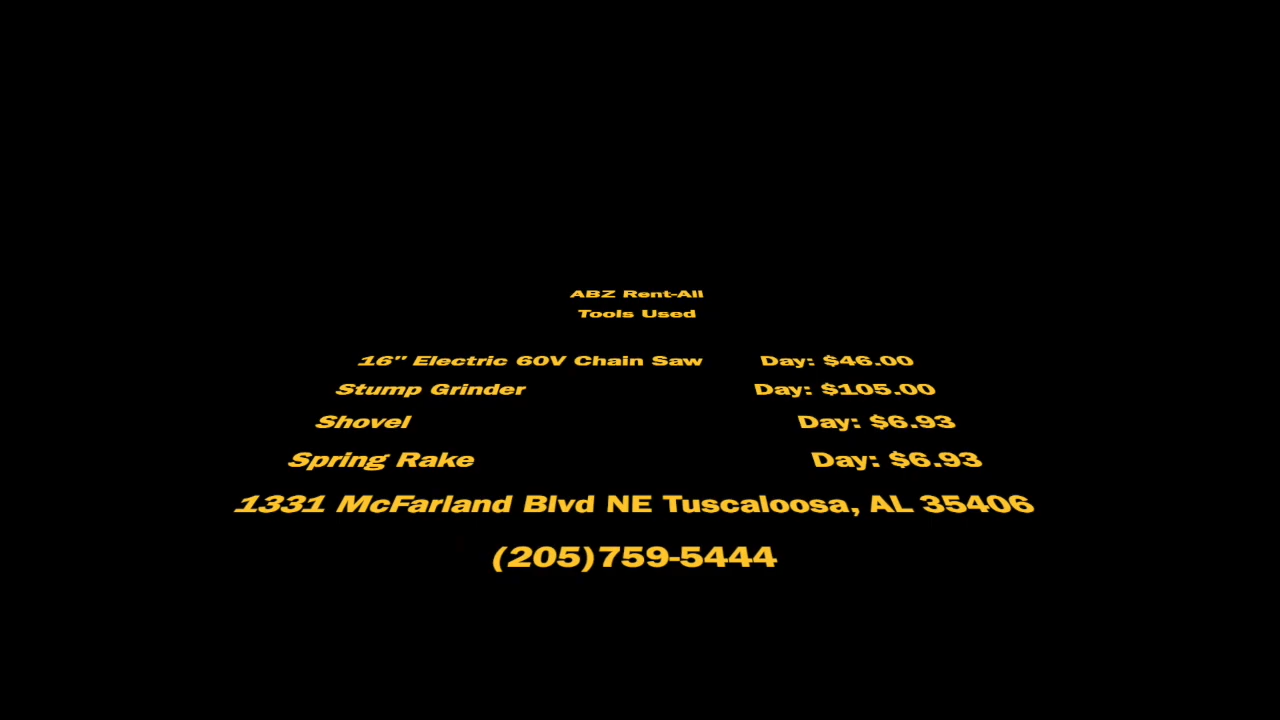 ABZ Rent-All
Tools Used
16" Electric 60V Chain Saw Day: $46.00
Stump Grinder Day: $105.00
Shovel Day: $6.93
Spring Rake Day: $6.93
1331 McFarland Blvd NE Tuscaloosa, AL 35406
(205)759-5444